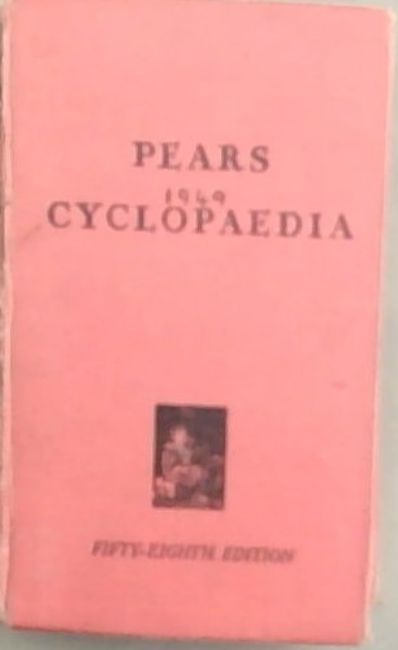 PEARS
1949
CYCLOPAEDIA
FIFTY-EIGHTH EDITION